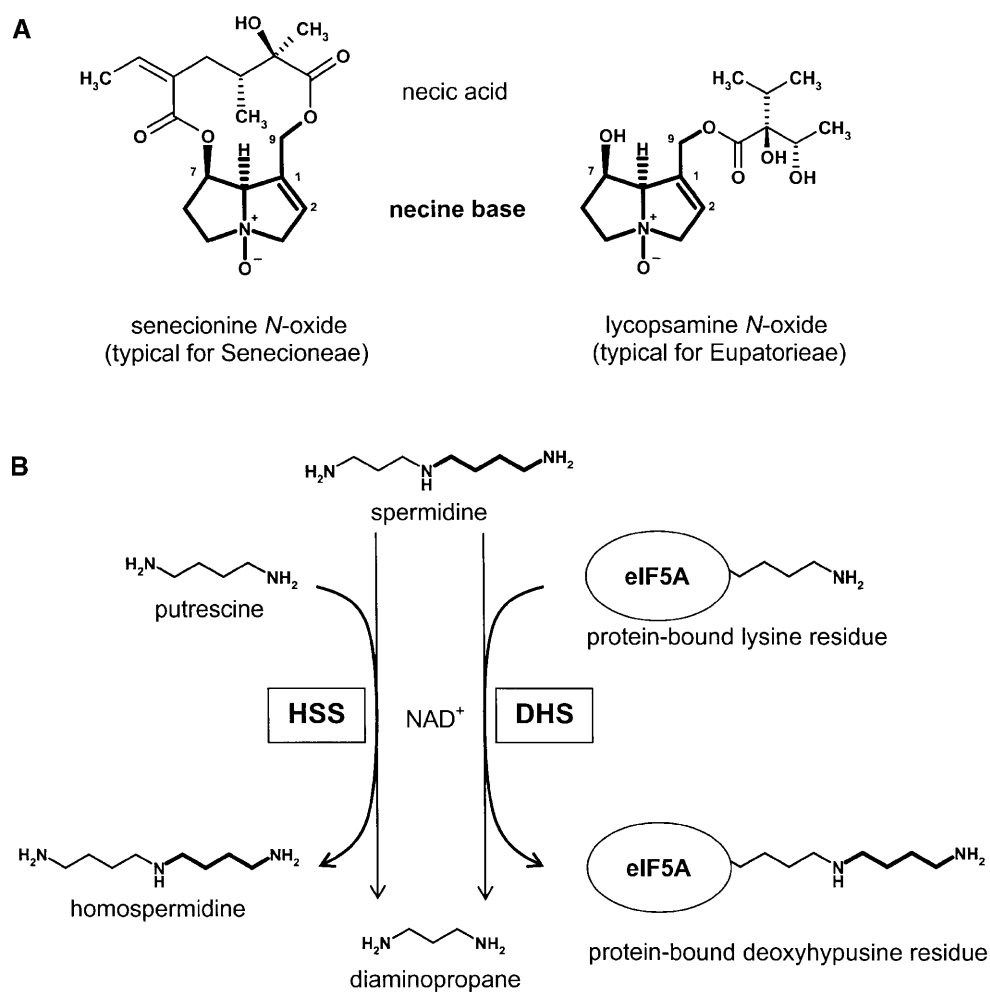 A
HO
CH₃
O
H₃C
CH₃
O
O
O
H
9
7
1
2
N⁺
O⁻
senecionine N-oxide
(typical for Senecioneae)
necic acid
necine base
H₃C
CH₃
CH₃
OH
H
9
O
O
OH
OH
7
1
2
N⁺
O⁻
lycopsamine N-oxide
(typical for Eupatorieae)
B
H₂N
N
H
NH₂
spermidine
H₂N
NH₂
putrescine
eIF5A
NH₂
protein-bound lysine residue
HSS
NAD⁺
DHS
H₂N
N
H
NH₂
homospermidine
H₂N
NH₂
diaminopropane
eIF5A
N
H
NH₂
protein-bound deoxyhypusine residue